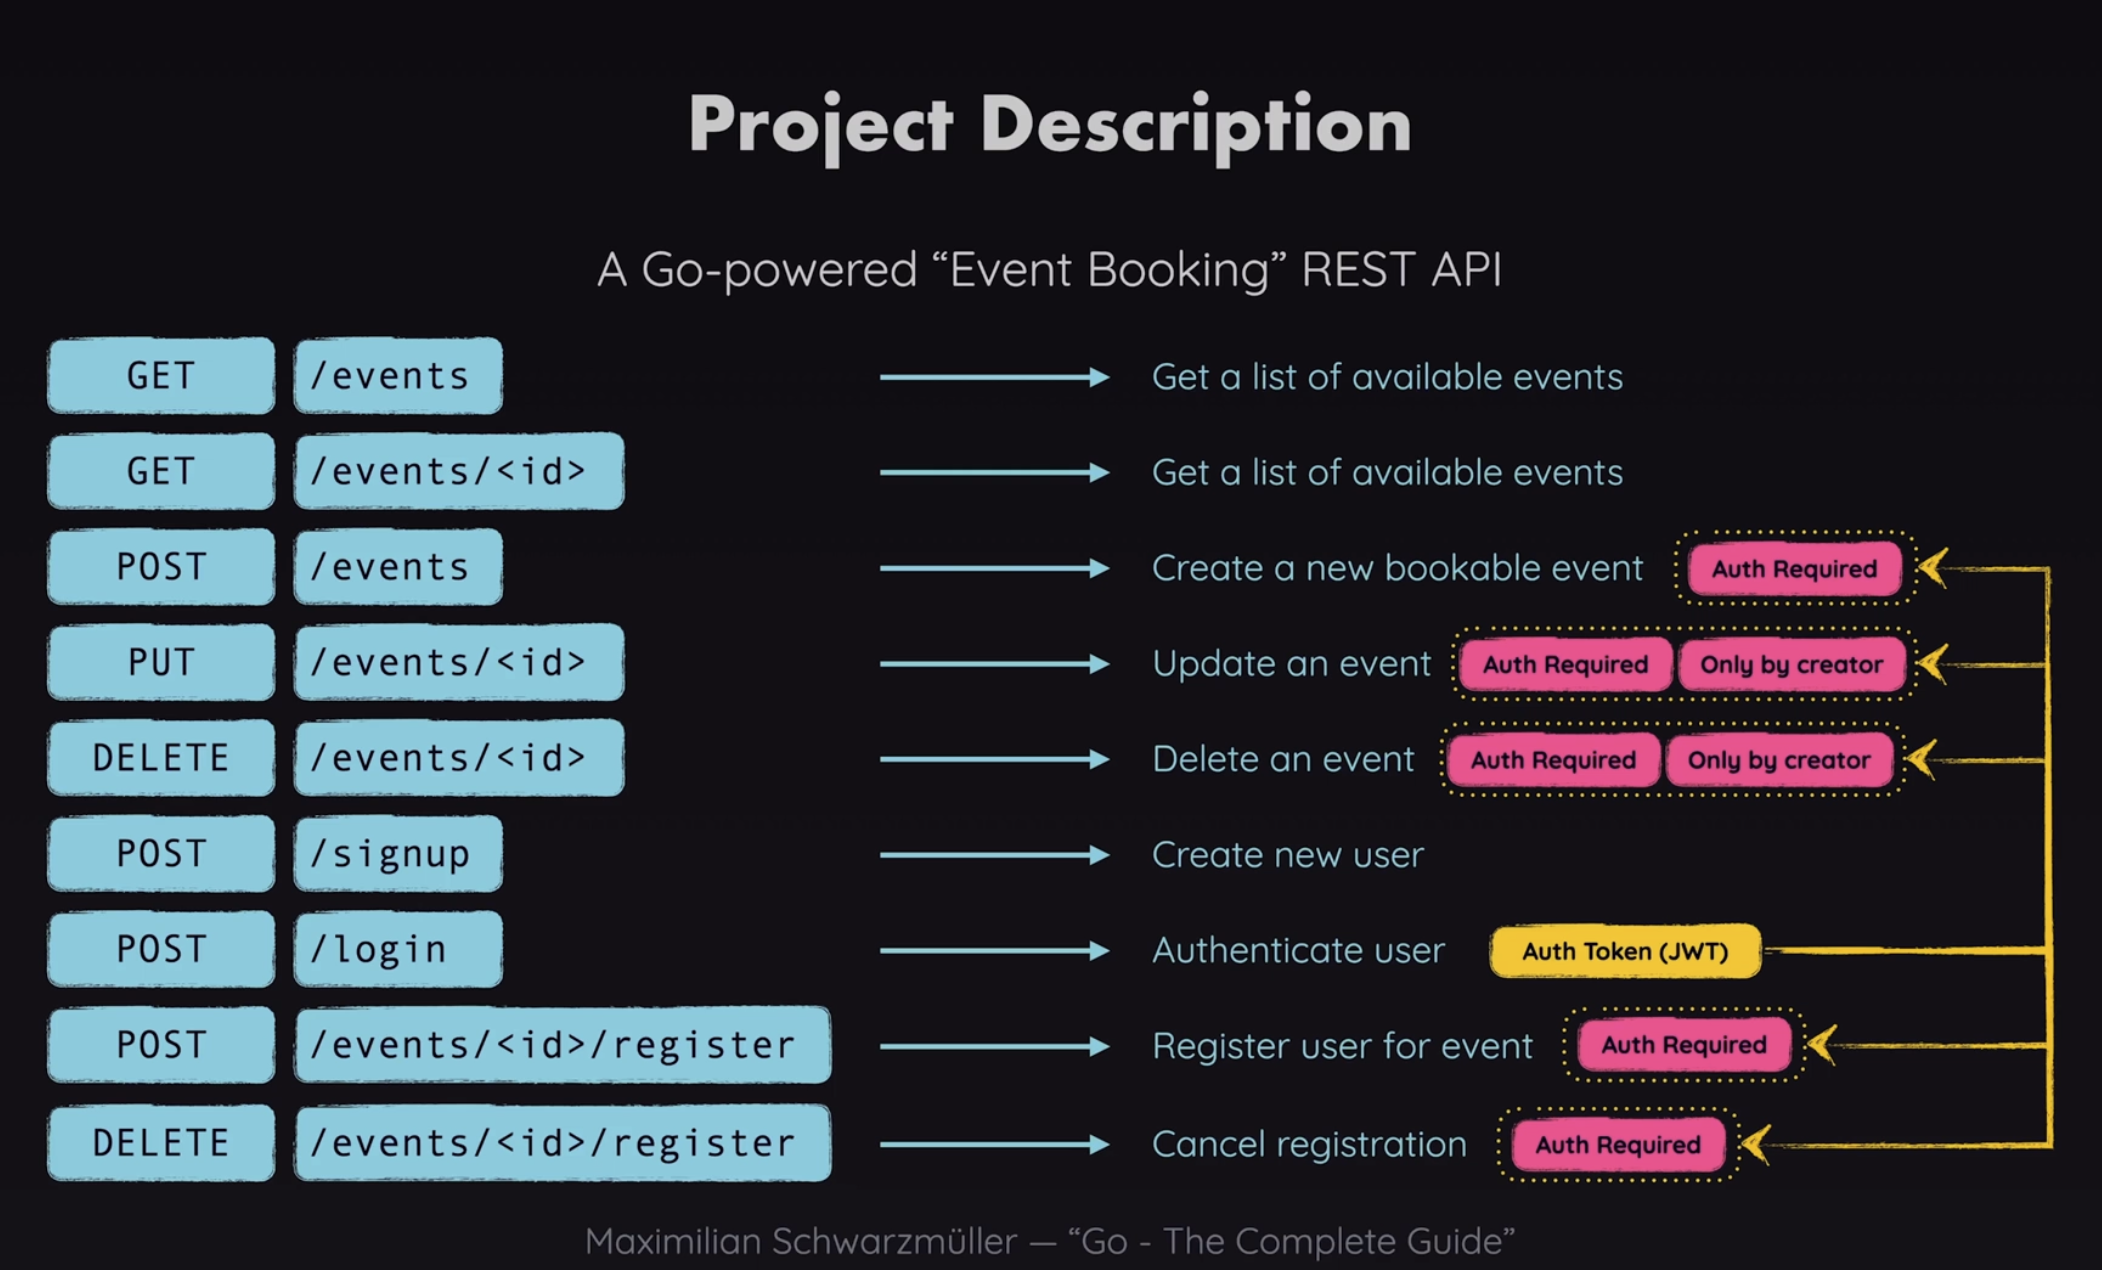 Project Description
A Go-powered “Event Booking” REST API
GET /events Get a list of available events
GET /events/<id> Get a list of available events
POST /events Create a new bookable event Auth Required
PUT /events/<id> Update an event Auth Required Only by creator
DELETE /events/<id> Delete an event Auth Required Only by creator
POST /signup Create new user
POST /login Authenticate user Auth Token (JWT)
POST /events/<id>/register Register user for event Auth Required
DELETE /events/<id>/register Cancel registration Auth Required
Maximilian Schwarzmüller — “Go - The Complete Guide”